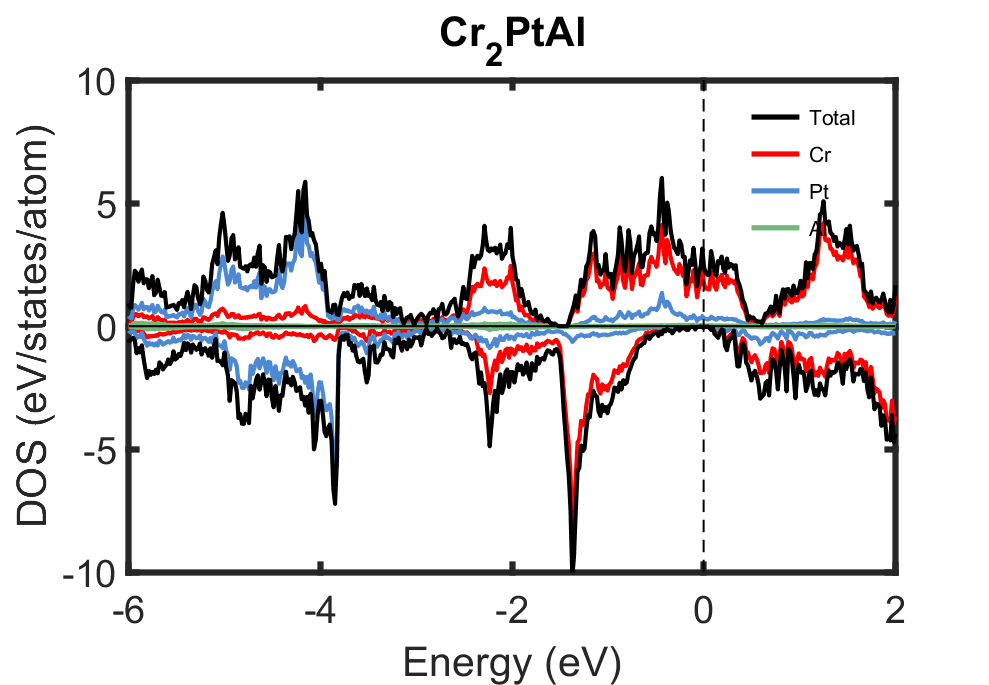 Cr₂PtAl
10
5
0
-5
-10
DOS (eV/states/atom)
Total
Cr
Pt
Al
-6 -4 -2 0 2
Energy (eV)